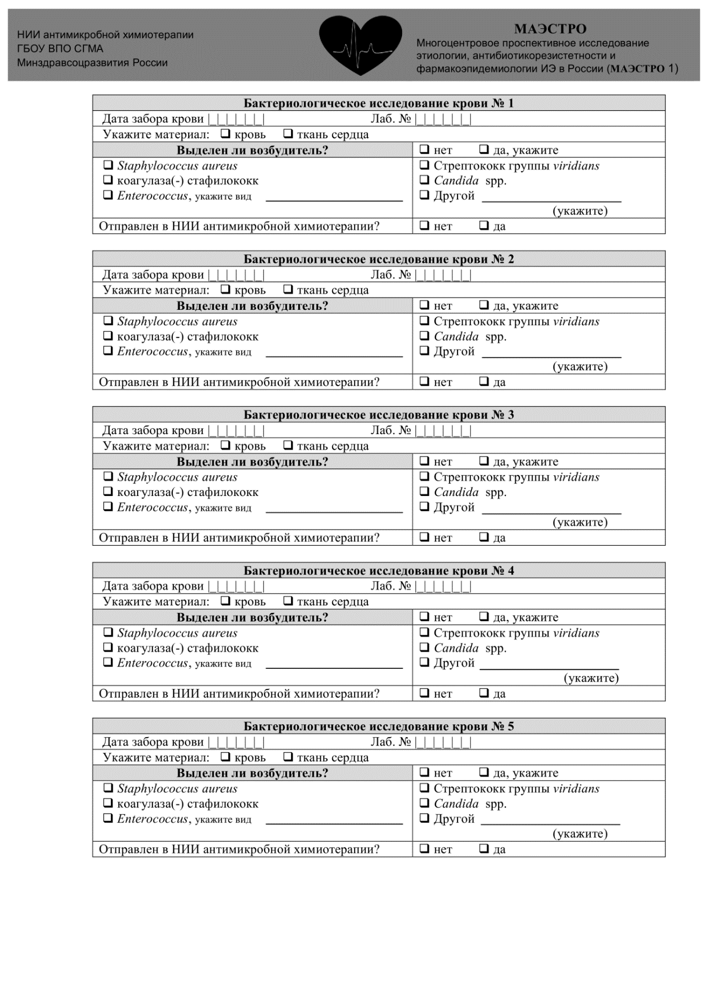 НИИ антимикробной химиотерапии
ГБОУ ВПО СГМА
Минздравсоцразвития России
МАЭСТРО
Многоцентровое проспективное исследование
этиологии, антибиотикорезистетности и
фармакоэпидемиологии ИЭ в России (МАЭСТРО 1)
Бактериологическое исследование крови № 1
Дата забора крови |_|_|_|_|_|_| Лаб. № |_|_|_|_|_|_|
Укажите материал: ❑ кровь ❑ ткань сердца
Выделен ли возбудитель? ❑ нет ❑ да, укажите
❑ Staphylococcus aureus ❑ Стрептококк группы viridians
❑ коагулаза(-) стафилококк ❑ Candida spp.
❑ Enterococcus, укажите вид ____________ ❑ Другой ____________
(укажите)
Отправлен в НИИ антимикробной химиотерапии? ❑ нет ❑ да
Бактериологическое исследование крови № 2
Дата забора крови |_|_|_|_|_|_| Лаб. № |_|_|_|_|_|_|
Укажите материал: ❑ кровь ❑ ткань сердца
Выделен ли возбудитель? ❑ нет ❑ да, укажите
❑ Staphylococcus aureus ❑ Стрептококк группы viridians
❑ коагулаза(-) стафилококк ❑ Candida spp.
❑ Enterococcus, укажите вид ____________ ❑ Другой ____________
(укажите)
Отправлен в НИИ антимикробной химиотерапии? ❑ нет ❑ да
Бактериологическое исследование крови № 3
Дата забора крови |_|_|_|_|_|_| Лаб. № |_|_|_|_|_|_|
Укажите материал: ❑ кровь ❑ ткань сердца
Выделен ли возбудитель? ❑ нет ❑ да, укажите
❑ Staphylococcus aureus ❑ Стрептококк группы viridians
❑ коагулаза(-) стафилококк ❑ Candida spp.
❑ Enterococcus, укажите вид ____________ ❑ Другой ____________
(укажите)
Отправлен в НИИ антимикробной химиотерапии? ❑ нет ❑ да
Бактериологическое исследование крови № 4
Дата забора крови |_|_|_|_|_|_| Лаб. № |_|_|_|_|_|_|
Укажите материал: ❑ кровь ❑ ткань сердца
Выделен ли возбудитель? ❑ нет ❑ да, укажите
❑ Staphylococcus aureus ❑ Стрептококк группы viridians
❑ коагулаза(-) стафилококк ❑ Candida spp.
❑ Enterococcus, укажите вид ____________ ❑ Другой ____________
(укажите)
Отправлен в НИИ антимикробной химиотерапии? ❑ нет ❑ да
Бактериологическое исследование крови № 5
Дата забора крови |_|_|_|_|_|_| Лаб. № |_|_|_|_|_|_|
Укажите материал: ❑ кровь ❑ ткань сердца
Выделен ли возбудитель? ❑ нет ❑ да, укажите
❑ Staphylococcus aureus ❑ Стрептококк группы viridians
❑ коагулаза(-) стафилококк ❑ Candida spp.
❑ Enterococcus, укажите вид ____________ ❑ Другой ____________
(укажите)
Отправлен в НИИ антимикробной химиотерапии? ❑ нет ❑ да